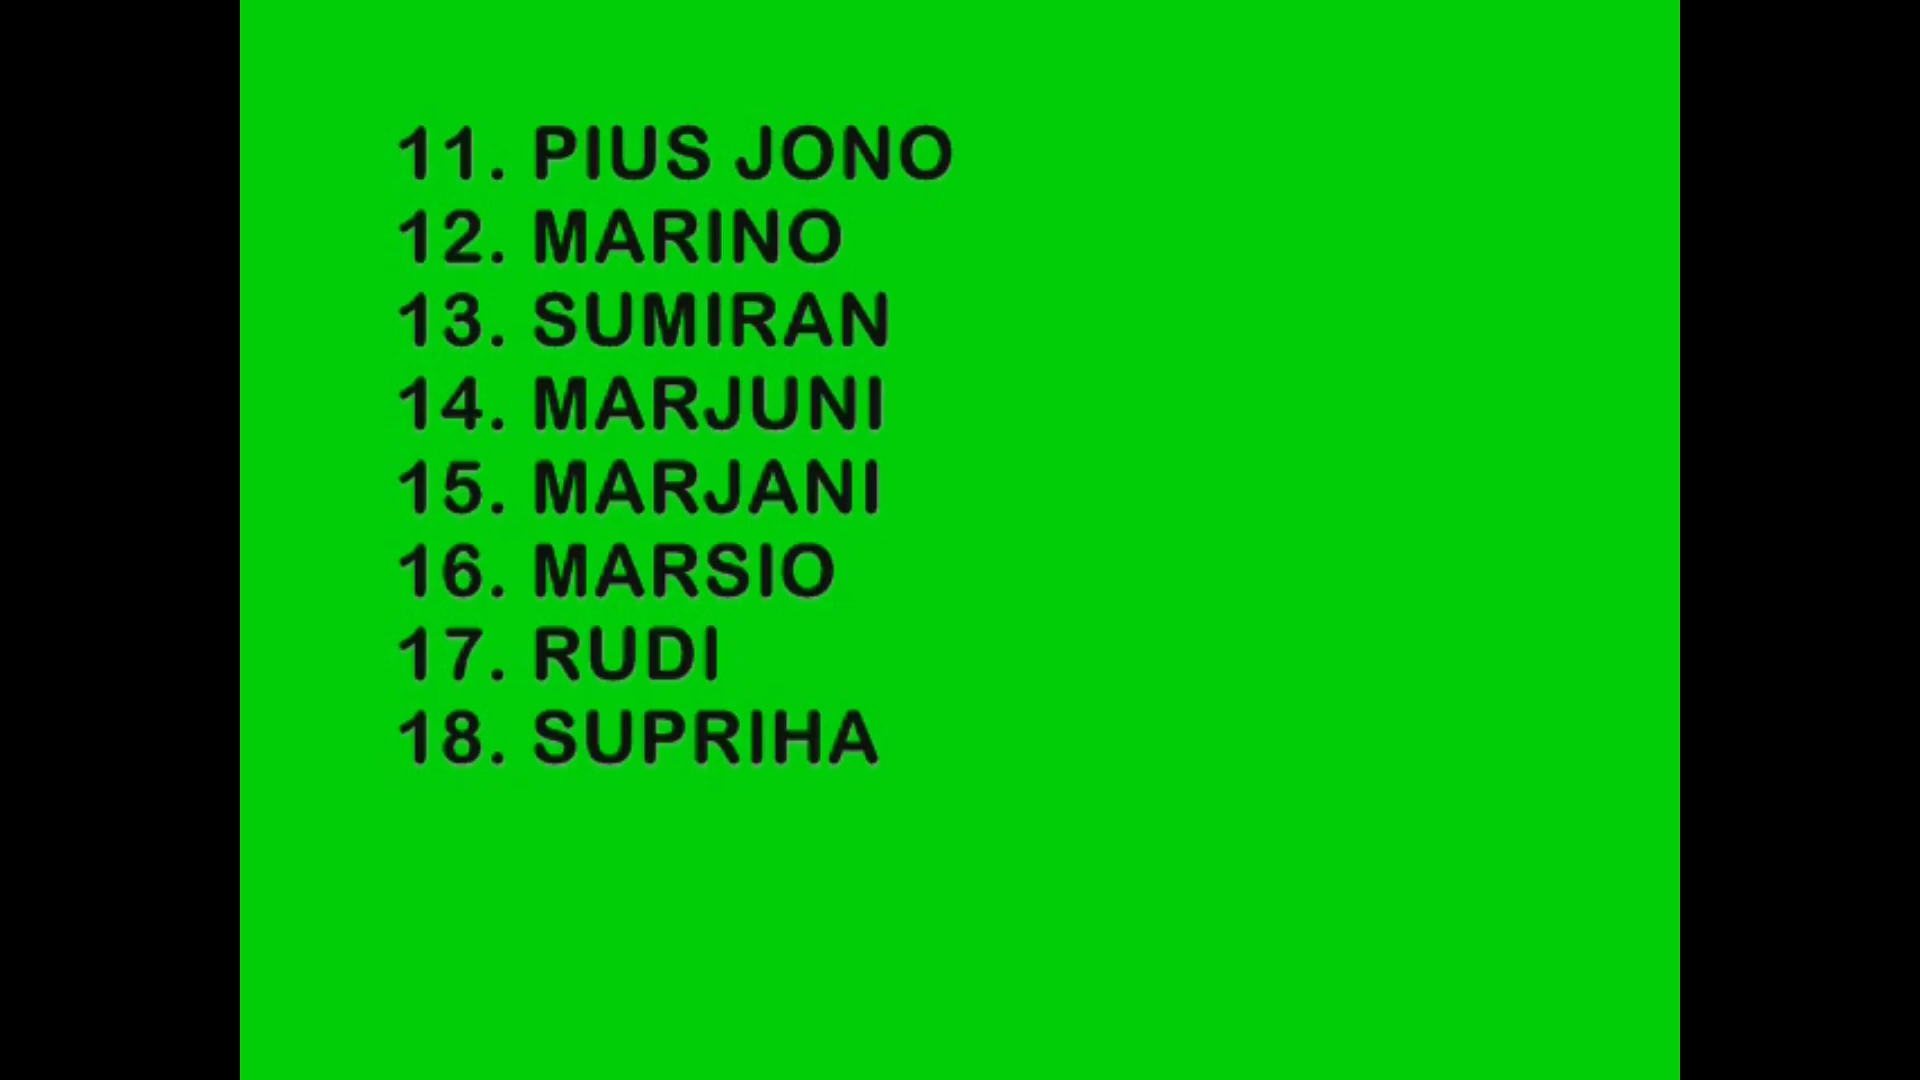 11. PIUS JONO
12. MARINO
13. SUMIRAN
14. MARJUNI
15. MARJANI
16. MARSIO
17. RUDI
18. SUPRIHA